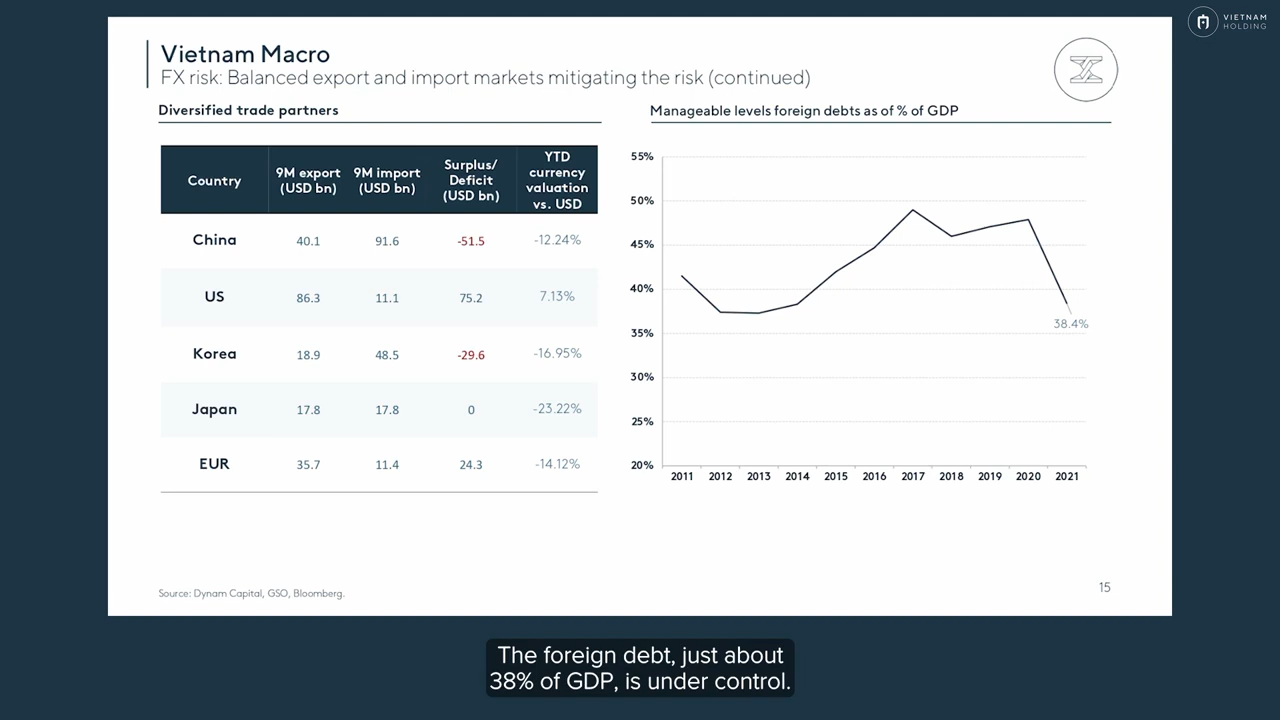 VIETNAM
HOLDING
Vietnam Macro
FX risk: Balanced export and import markets mitigating the risk (continued)
Diversified trade partners
Country 9M export (USD bn) 9M import (USD bn) Surplus/ Deficit (USD bn) YTD currency valuation vs. USD
China 40.1 91.6 -51.5 -12.24%
US 86.3 11.1 75.2 7.13%
Korea 18.9 48.5 -29.6 -16.95%
Japan 17.8 17.8 0 -23.22%
EUR 35.7 11.4 24.3 -14.12%
Manageable levels foreign debts as of % of GDP
55%
50%
45%
40%
35%
30%
25%
20%
38.4%
2011 2012 2013 2014 2015 2016 2017 2018 2019 2020 2021
Source: Dynam Capital, GSO, Bloomberg.
15
The foreign debt, just about
38% of GDP, is under control.